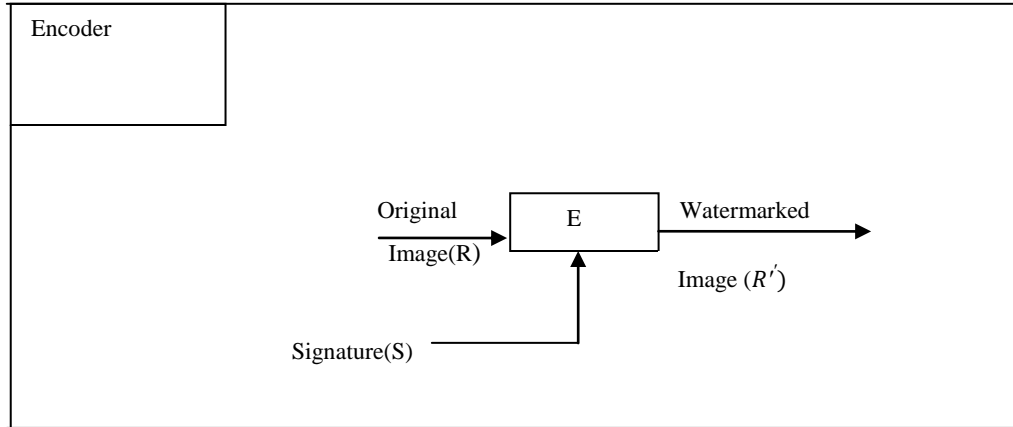 Encoder
Original
Image(R)
E
Watermarked
Image (R′)
Signature(S)